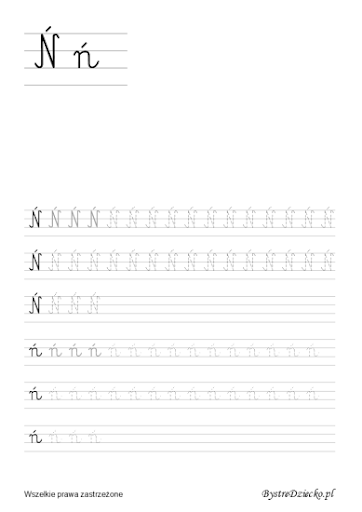 Ń ń
Ń Ń Ń Ń Ń Ń Ń Ń Ń Ń Ń Ń Ń Ń Ń Ń
Ń Ń Ń Ń Ń Ń Ń Ń Ń Ń Ń Ń Ń Ń Ń Ń
Ń Ń Ń Ń
ń ń ń ń ń ń ń ń ń ń ń ń ń ń ń
ń ń ń ń ń ń ń ń ń ń ń ń ń ń ń
ń ń ń ń
Wszelkie prawa zastrzeżone BystreDziecko.pl